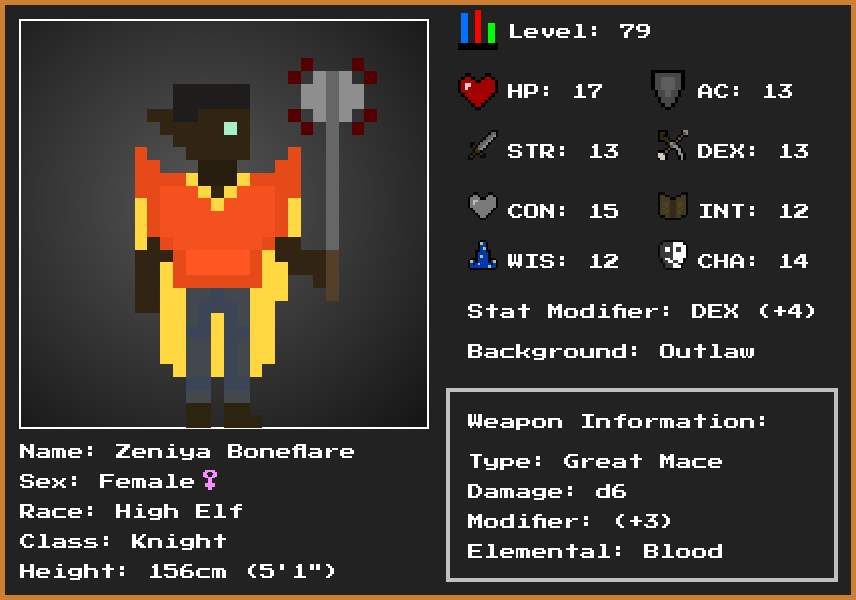 Level: 79
HP: 17
AC: 13
STR: 13
DEX: 13
CON: 15
INT: 12
WIS: 12
CHA: 14
Stat Modifier: DEX (+4)
Background: Outlaw
Weapon Information:
Type: Great Mace
Damage: d6
Modifier: (+3)
Elemental: Blood
Name: Zeniya Boneflare
Sex: Female♀
Race: High Elf
Class: Knight
Height: 156cm (5'1")